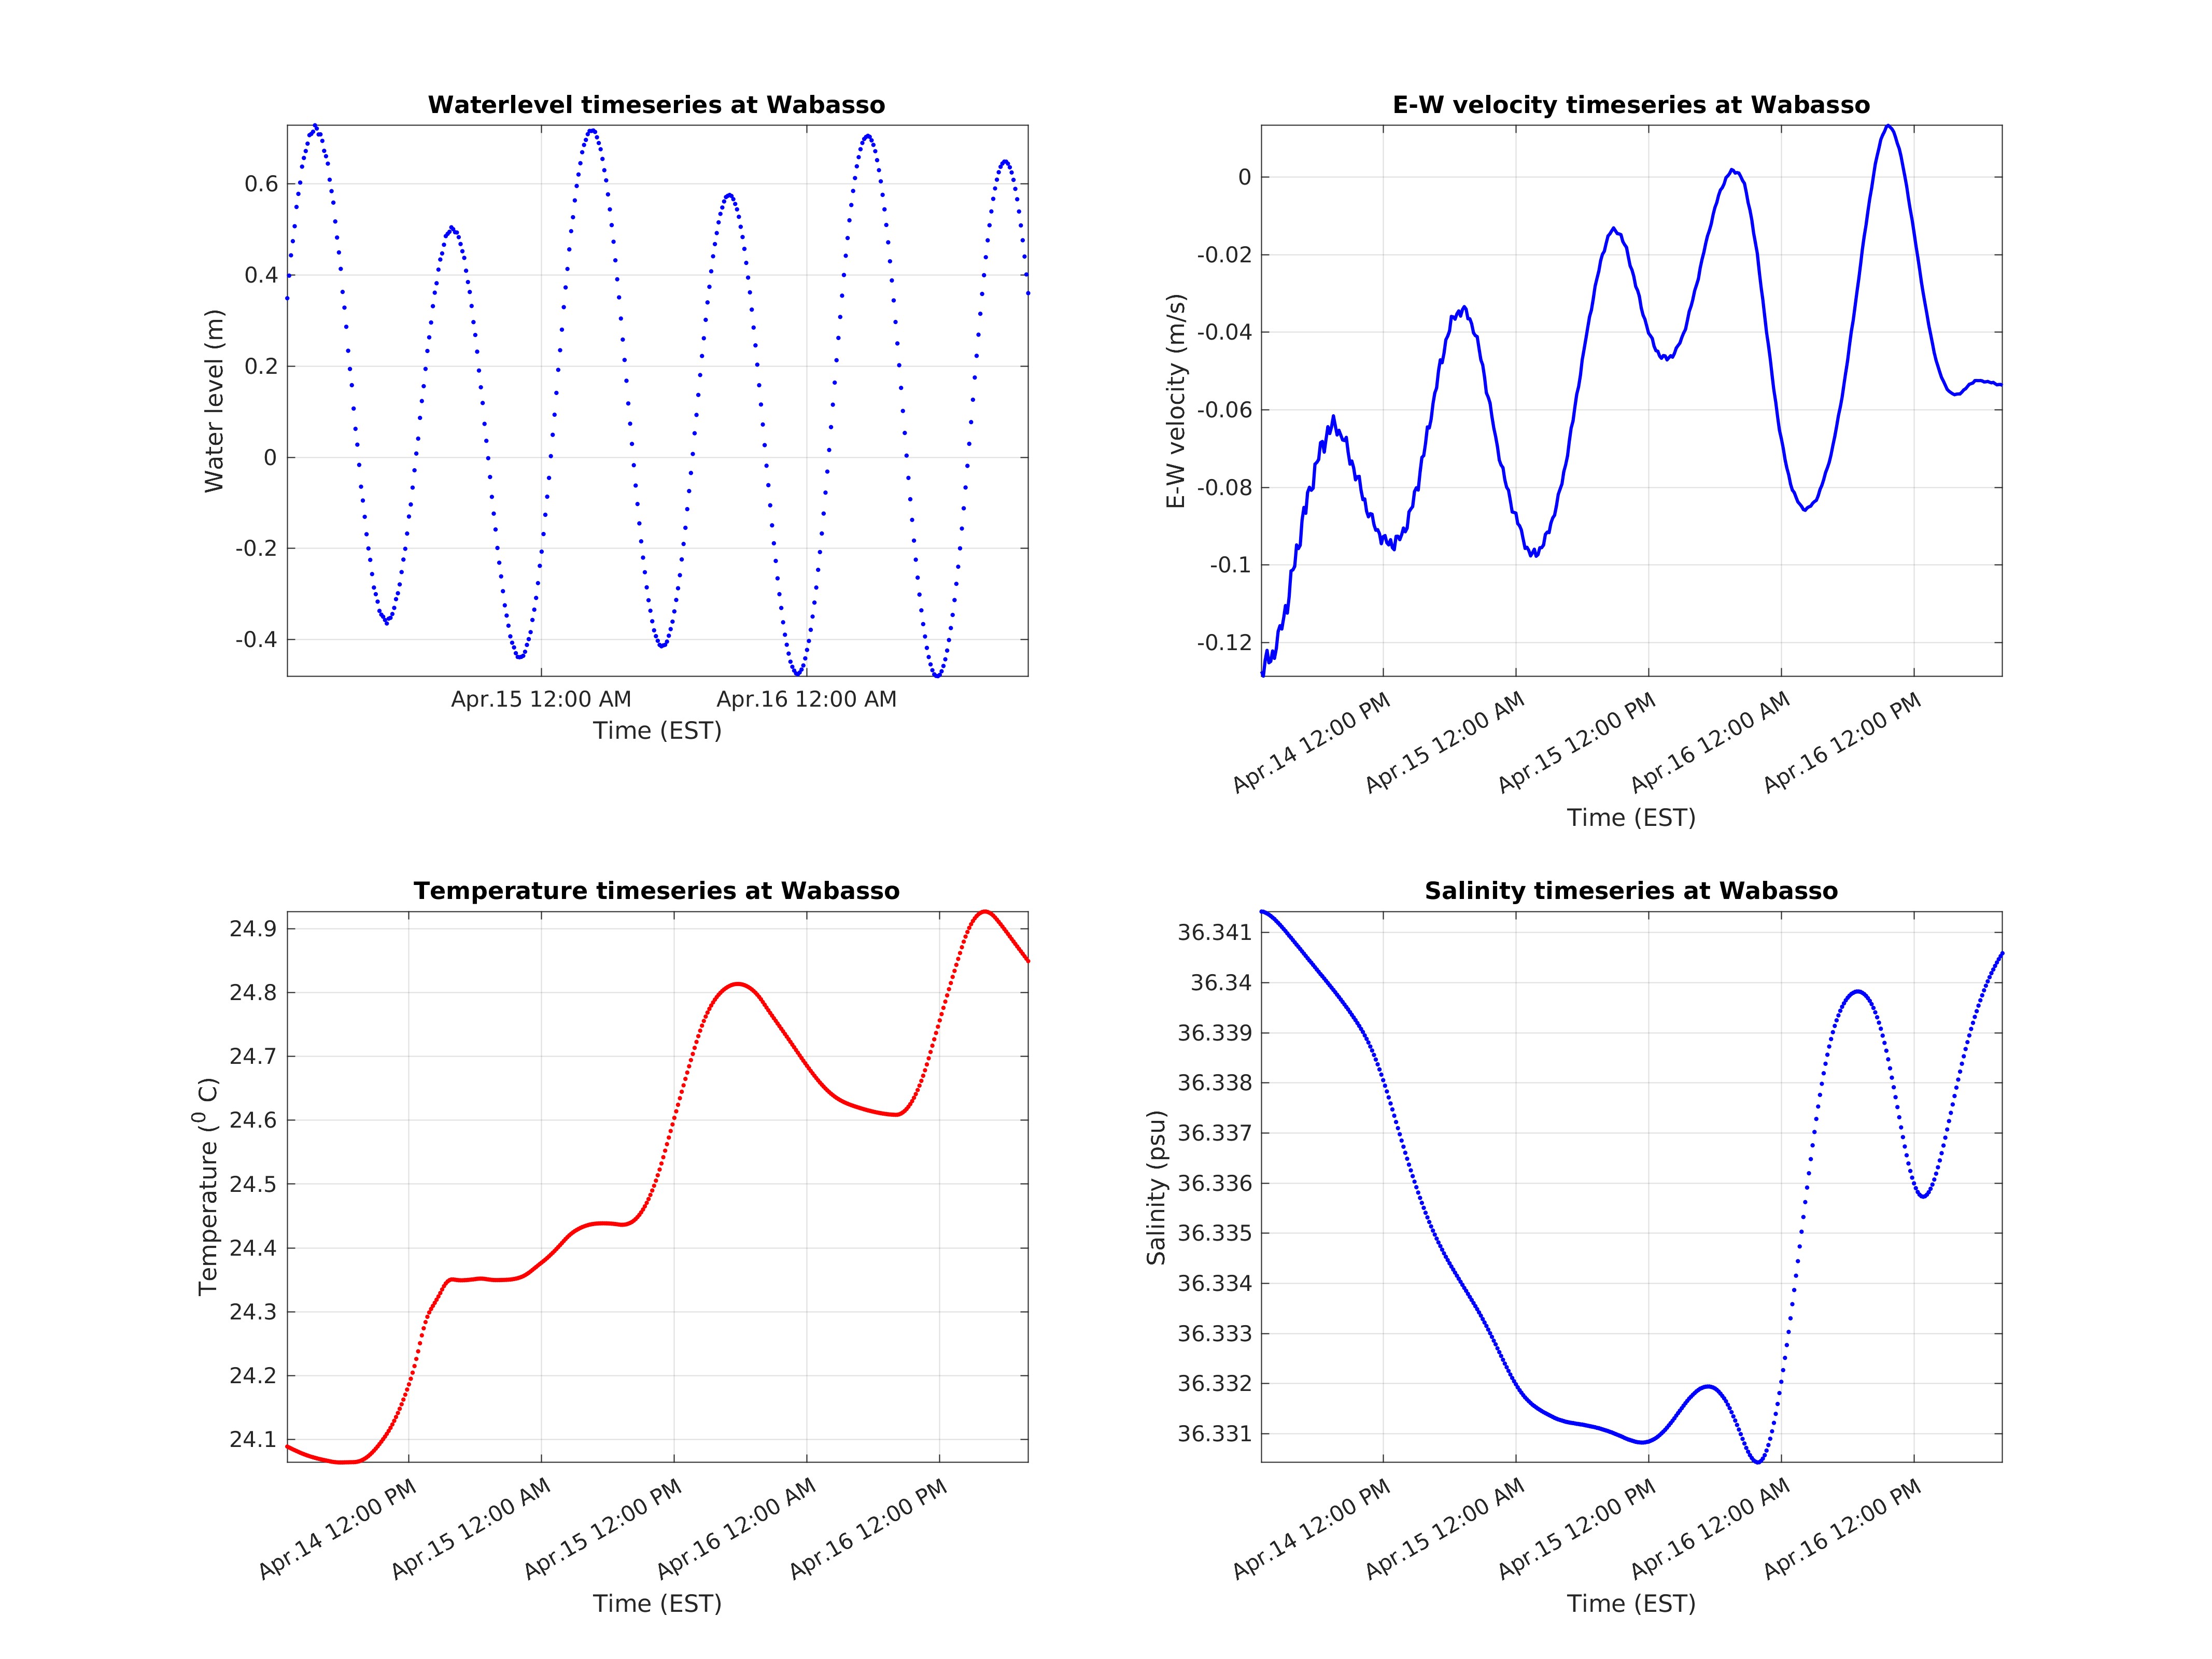 Waterlevel timeseries at Wabasso
0.6
0.4
0.2
0
-0.2
-0.4
Water level (m)
Apr.15 12:00 AM
Apr.16 12:00 AM
Time (EST)
E-W velocity timeseries at Wabasso
0
-0.02
-0.04
-0.06
-0.08
-0.1
-0.12
E-W velocity (m/s)
Apr.14 12:00 PM
Apr.15 12:00 AM
Apr.15 12:00 PM
Apr.16 12:00 AM
Apr.16 12:00 PM
Time (EST)
Temperature timeseries at Wabasso
24.9
24.8
24.7
24.6
24.5
24.4
24.3
24.2
24.1
Temperature (⁰ C)
Apr.14 12:00 PM
Apr.15 12:00 AM
Apr.15 12:00 PM
Apr.16 12:00 AM
Apr.16 12:00 PM
Time (EST)
Salinity timeseries at Wabasso
36.341
36.34
36.339
36.338
36.337
36.336
36.335
36.334
36.333
36.332
36.331
Salinity (psu)
Apr.14 12:00 PM
Apr.15 12:00 AM
Apr.15 12:00 PM
Apr.16 12:00 AM
Apr.16 12:00 PM
Time (EST)